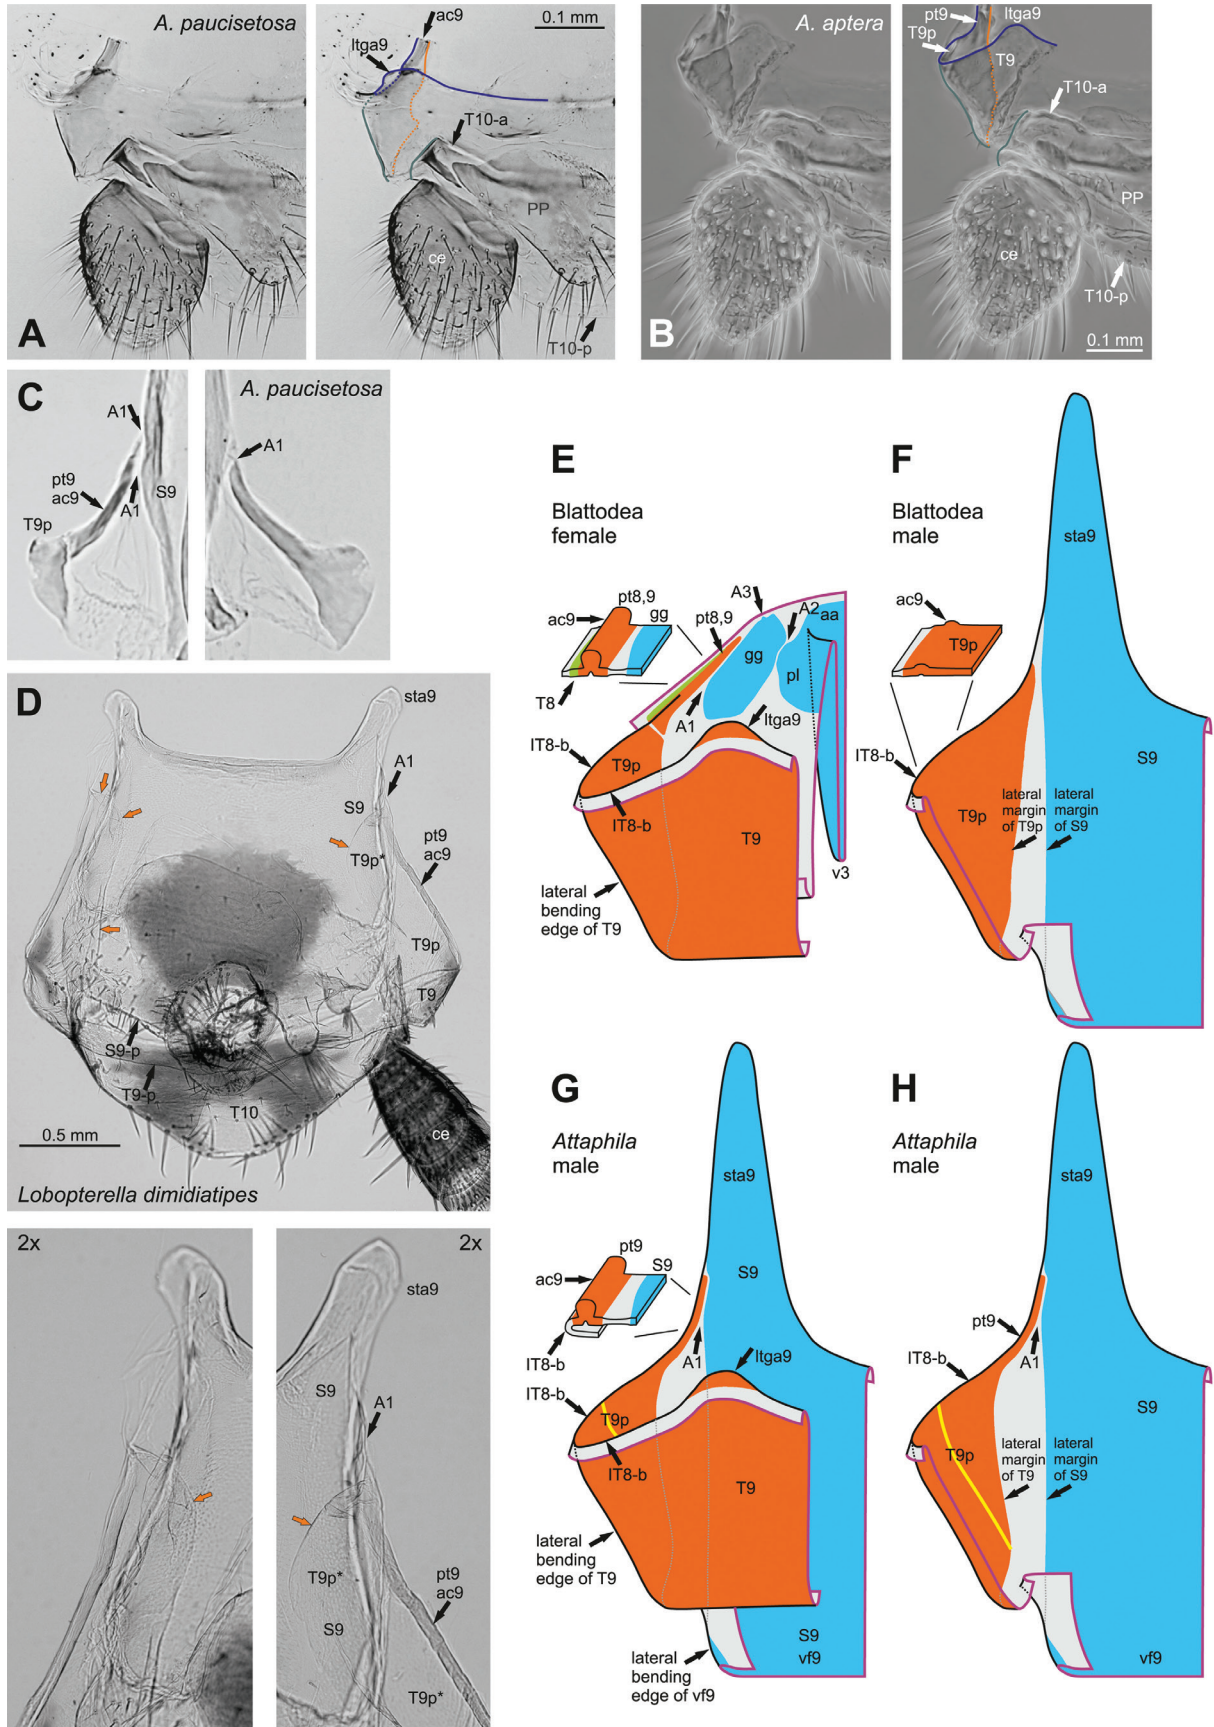 A. paucisetosa
ac9
0.1 mm
ltga9
T10-a
PP
ce
T10-p
A
A. aptera
pt9
T9p
ltga9
T9
T10-a
PP
ce
T10-p
0.1 mm
B
C
A. paucisetosa
A1
A1
pt9
ac9
A1
S9
T9p
D
sta9
A1
S9
T9p*
pt9
ac9
T9p
T9
S9-p
T9-p
T10
ce
0.5 mm
Lobopterella dimidiatipes
2x
2x
sta9
S9
A1
T9p*
S9
pt9
ac9
T9p*
E
Blattodea
female
pt8,9
ac9
gg
T8
A3
pt8,9
A2
aa
gg
pl
A1
ltga9
IT8-b
T9p
IT8-b
T9
v3
lateral
bending
edge of T9
F
Blattodea
male
sta9
ac9
T9p
IT8-b
S9
T9p
lateral
margin
of T9p
lateral
margin
of S9
G
Attaphila
male
sta9
pt9
S9
ac9
S9
IT8-b
A1
ltga9
IT8-b
T9p
IT8-b
T9
lateral
bending
edge of T9
S9
vf9
lateral
bending
edge of vf9
H
Attaphila
male
sta9
pt9
A1
IT8-b
S9
T9p
lateral
margin
of T9
lateral
margin
of S9
vf9